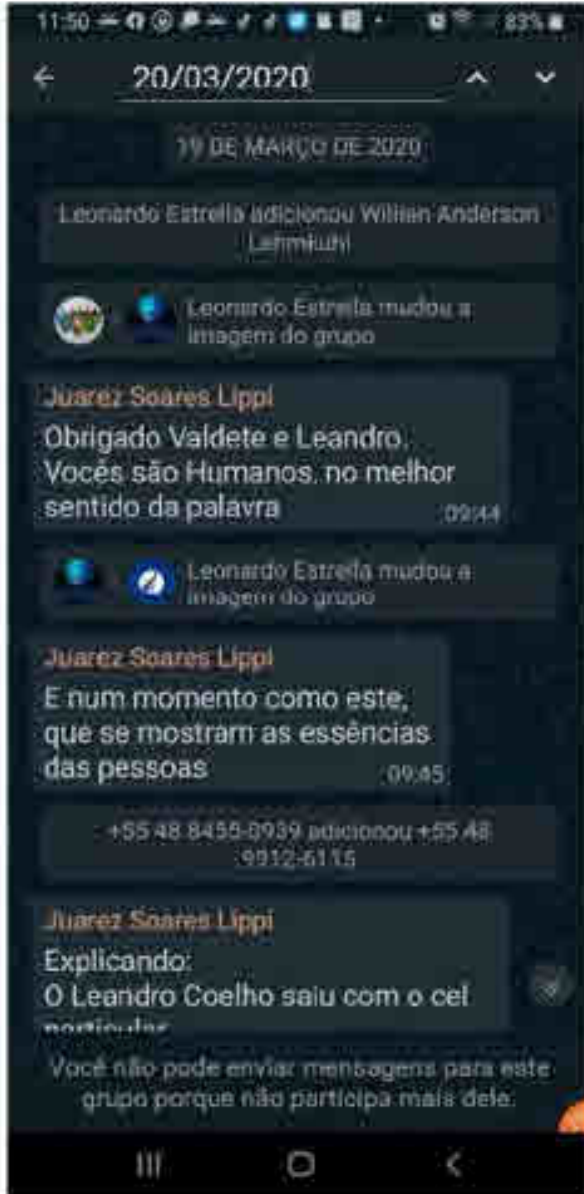 11:50
83%
20/03/2020
19 DE MARÇO DE 2020
Leonardo Estrella adicionou Willian Anderson
Lehmkuhl
Leonardo Estrella mudou a
imagem do grupo
Juarez Soares Lippi
Obrigado Valdete e Leandro.
Vocês são Humanos. no melhor
sentido da palavra
09:44
Leonardo Estrella mudou a
imagem do grupo
Juarez Soares Lippi
E num momento como este,
que se mostram as essências
das pessoas
09:45
+55 48 8455-0939 adicionou +55 48
9912-6115
Juarez Soares Lippi
Explicando:
O Leandro Coelho saiu com o cel
particular
Você não pode enviar mensagens para este
grupo porque não participa mais dele.